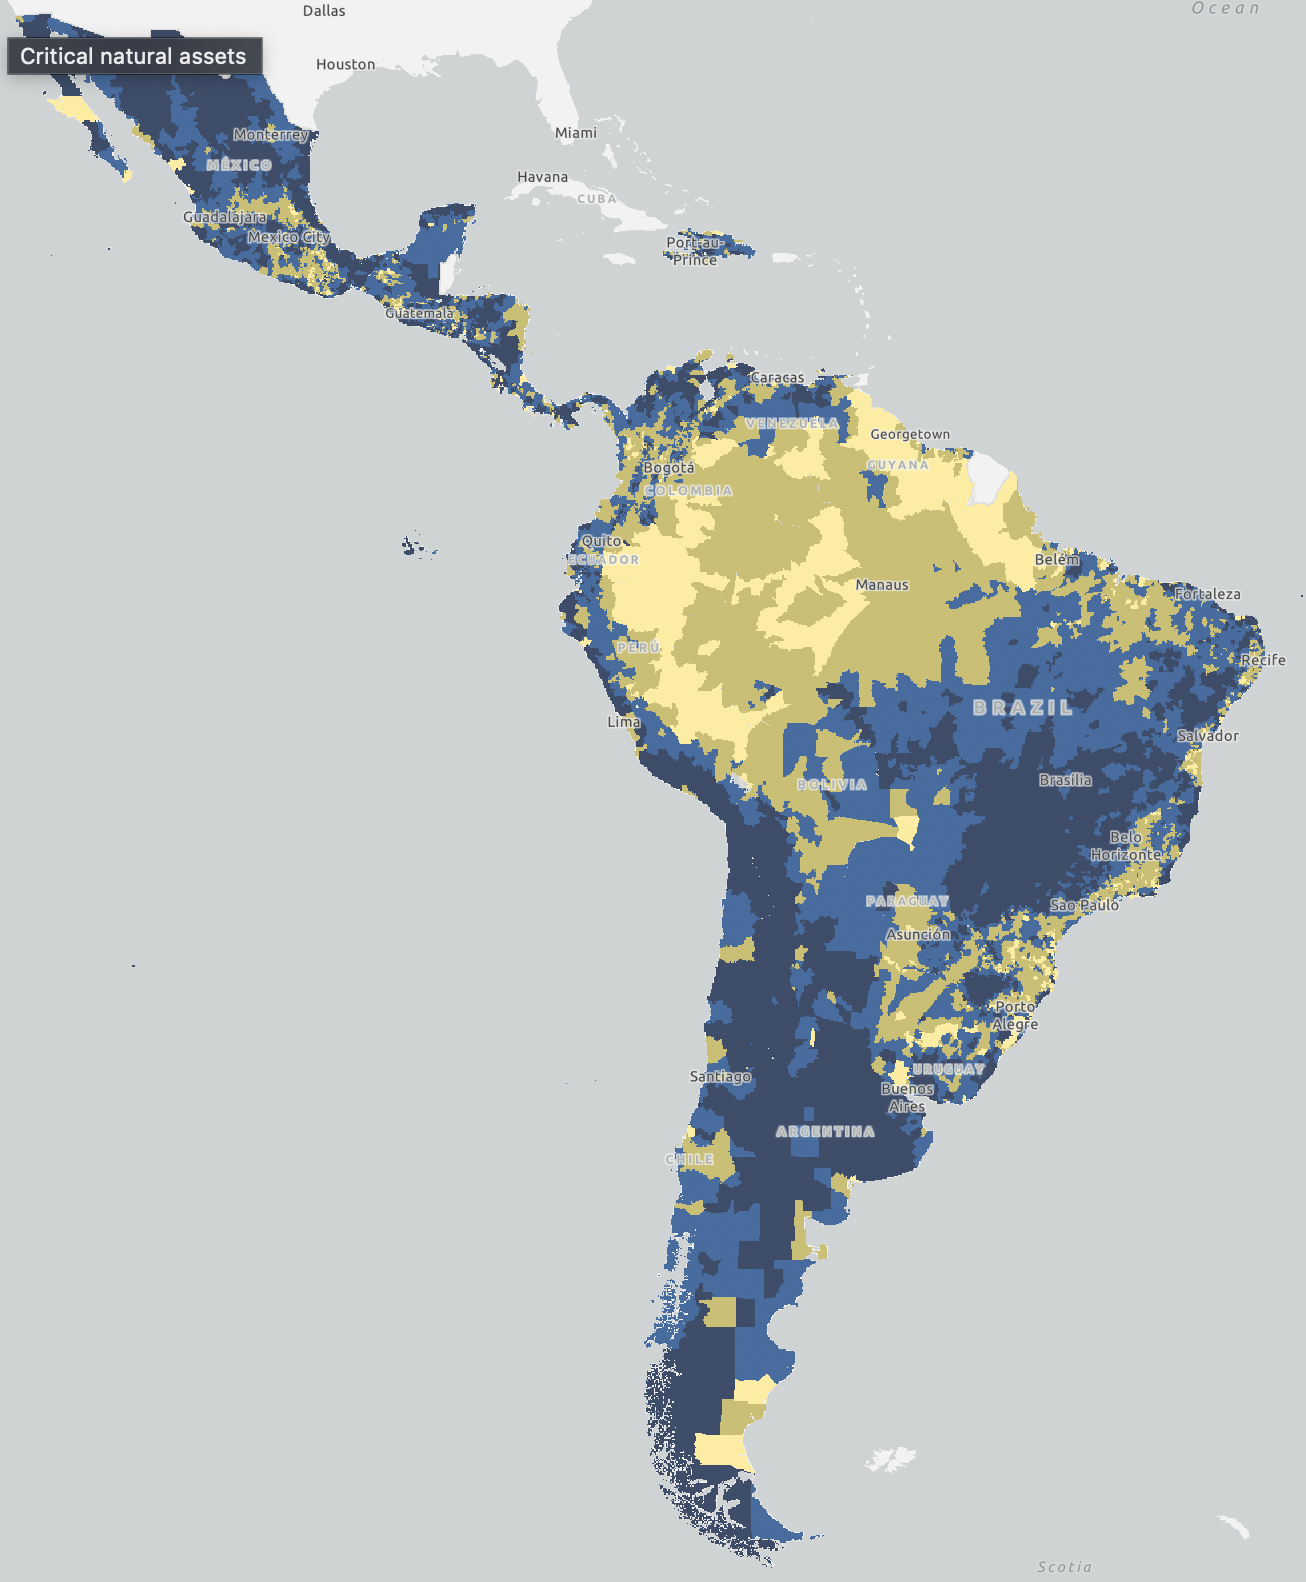 Dallas
Ocean
Critical natural assets
Houston
Miami
Monterrey
MÉXICO
Havana
CUBA
Guadalajara
Mexico City
Port-au-
Prince
Guatemala
Caracas
VENEZUELA
Georgetown
GUYANA
Bogotá
COLOMBIA
Quito
ECUADOR
Belém
Manaus
Fortaleza
PERÚ
Recife
BRAZIL
Lima
Salvador
BOLIVIA
Brasília
Belo
Horizonte
PARAGUAY
Sao Paulo
Asunción
Porto
Alegre
Santiago
URUGUAY
Buenos
Aires
ARGENTINA
CHILE
Scotia